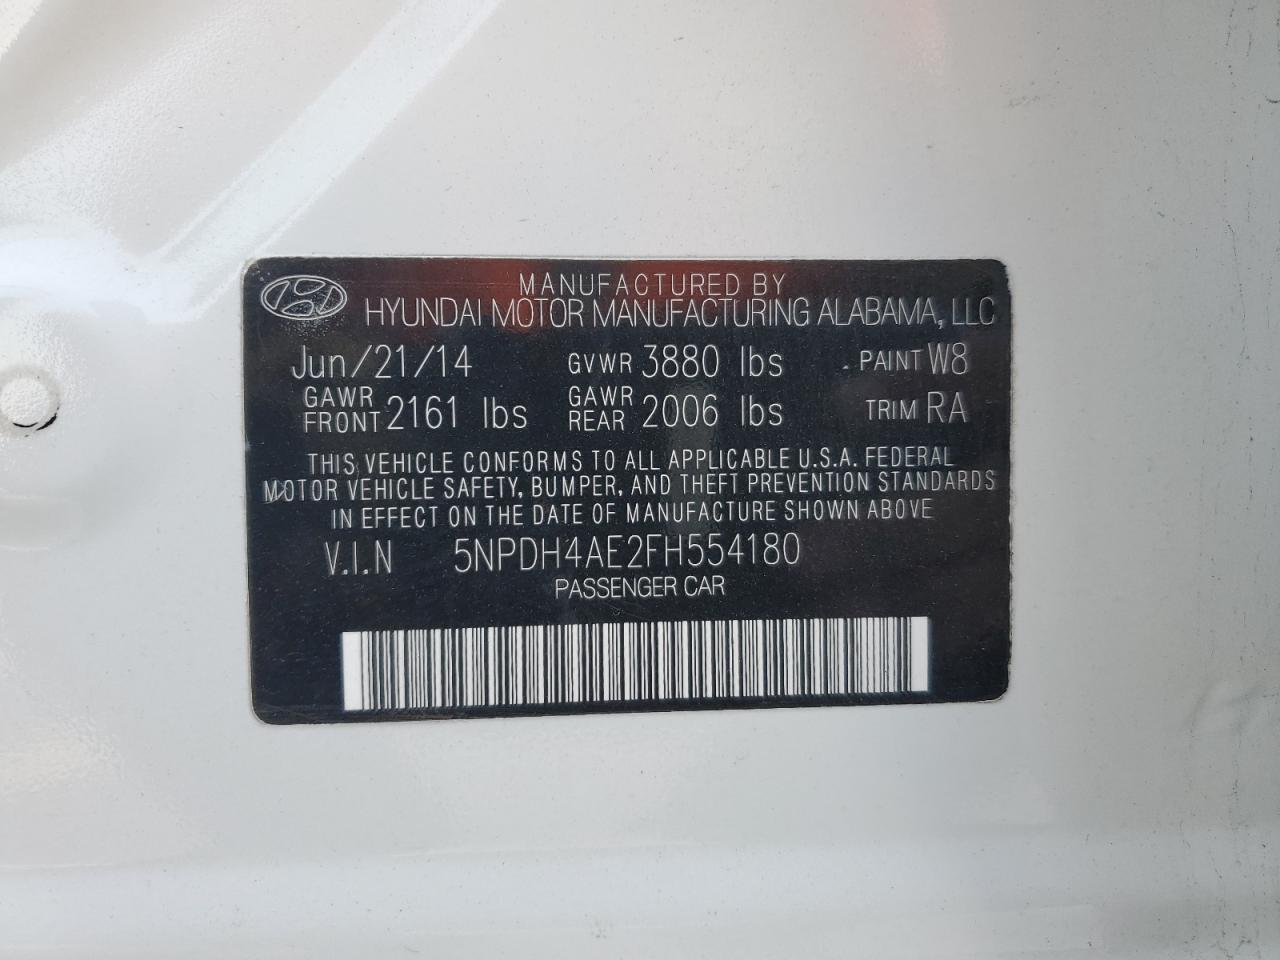 MANUFACTURED BY
HYUNDAI MOTOR MANUFACTURING ALABAMA, LLC
Jun/21/14 GVWR 3880 lbs PAINT W8
GAWR FRONT 2161 lbs GAWR REAR 2006 lbs TRIM RA
THIS VEHICLE CONFORMS TO ALL APPLICABLE U.S.A. FEDERAL
MOTOR VEHICLE SAFETY, BUMPER, AND THEFT PREVENTION STANDARDS
IN EFFECT ON THE DATE OF MANUFACTURE SHOWN ABOVE
V.I.N 5NPDH4AE2FH554180
PASSENGER CAR